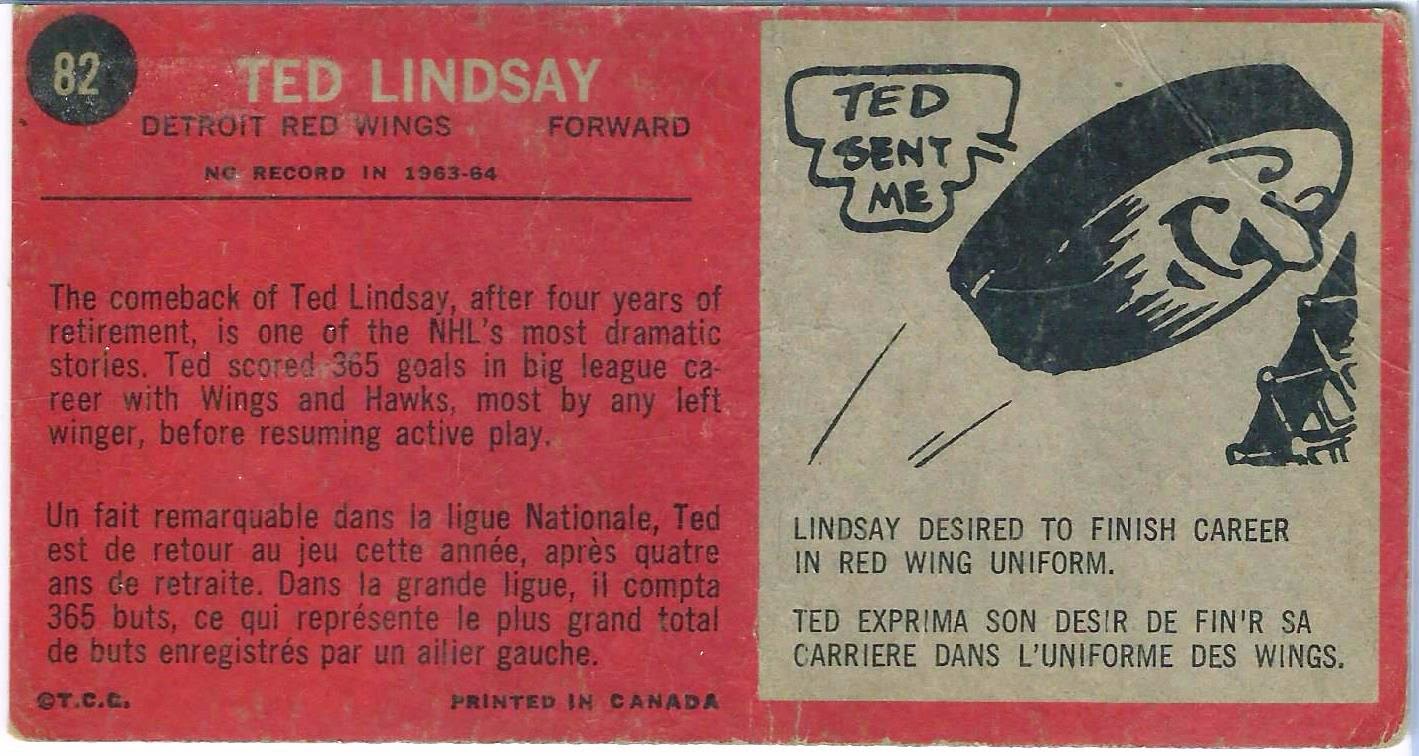 82
TED LINDSAY
DETROIT RED WINGS FORWARD
NO RECORD IN 1963-64
The comeback of Ted Lindsay, after four years of
retirement, is one of the NHL's most dramatic
stories. Ted scored 365 goals in big league ca-
reer with Wings and Hawks, most by any left
winger, before resuming active play.
Un fait remarquable dans la ligue Nationale, Ted
est de retour au jeu cette année, après quatre
ans de retraite. Dans la grande ligue, il compta
365 buts, ce qui représente le plus grand total
de buts enregistrés par un ailier gauche.
©T.C.G. PRINTED IN CANADA
TED
SENT
ME
LINDSAY DESIRED TO FINISH CAREER
IN RED WING UNIFORM.
TED EXPRIMA SON DESIR DE FIN'R SA
CARRIERE DANS L'UNIFORME DES WINGS.